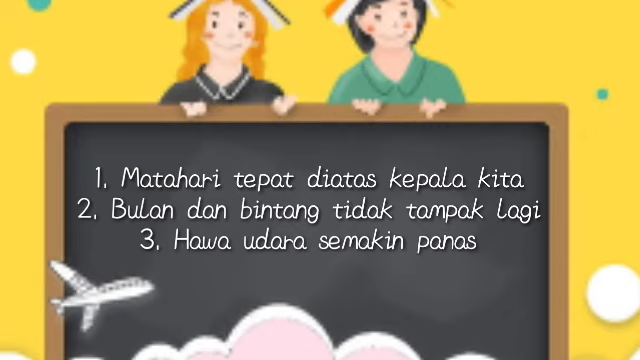 1. Matahari tepat diatas kepala kita
2. Bulan dan bintang tidak tampak lagi
3. Hawa udara semakin panas